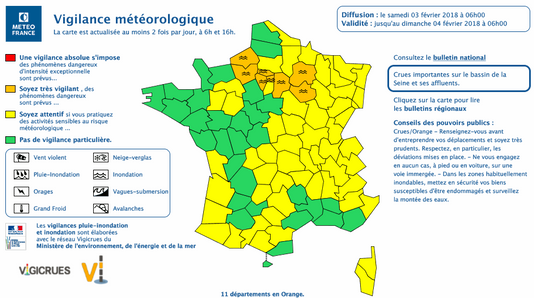 METEO
FRANCE
Vigilance météorologique
La carte est actualisée au moins 2 fois par jour, à 6h et 16h.
Diffusion : le samedi 03 février 2018 à 06h00
Validité : jusqu'au dimanche 04 février 2018 à 06h00
Une vigilance absolue s'impose
des phénomènes dangereux
d'intensité exceptionnelle
sont prévus...
Soyez très vigilant , des
phénomènes dangereux
sont prévus ...
Soyez attentif si vous pratiquez
des activités sensibles au risque
météorologique ...
Pas de vigilance particulière.
Vent violent
Neige-verglas
Pluie-Inondation
Inondation
Orages
Vagues-submersion
Grand Froid
Avalanches
Les vigilances pluie-inondation
et inondation sont élaborées
avec le réseau Vigicrues du
Ministère de l'environnement, de l'énergie et de la mer
VIGICRUES
Consultez le bulletin national
Crues importantes sur le bassin de la
Seine et ses affluents.
Cliquez sur la carte pour lire
les bulletins régionaux
Conseils des pouvoirs publics :
Crues/Orange - Renseignez-vous avant
d'entreprendre vos déplacements et soyez très
prudents. Respectez, en particulier, les
déviations mises en place. - Ne vous engagez
en aucun cas, à pied ou en voiture, sur une
voie immergée. - Dans les zones habituellement
inondables, mettez en sécurité vos biens
susceptibles d'être endommagés et surveillez
la montée des eaux.
11 départements en Orange.